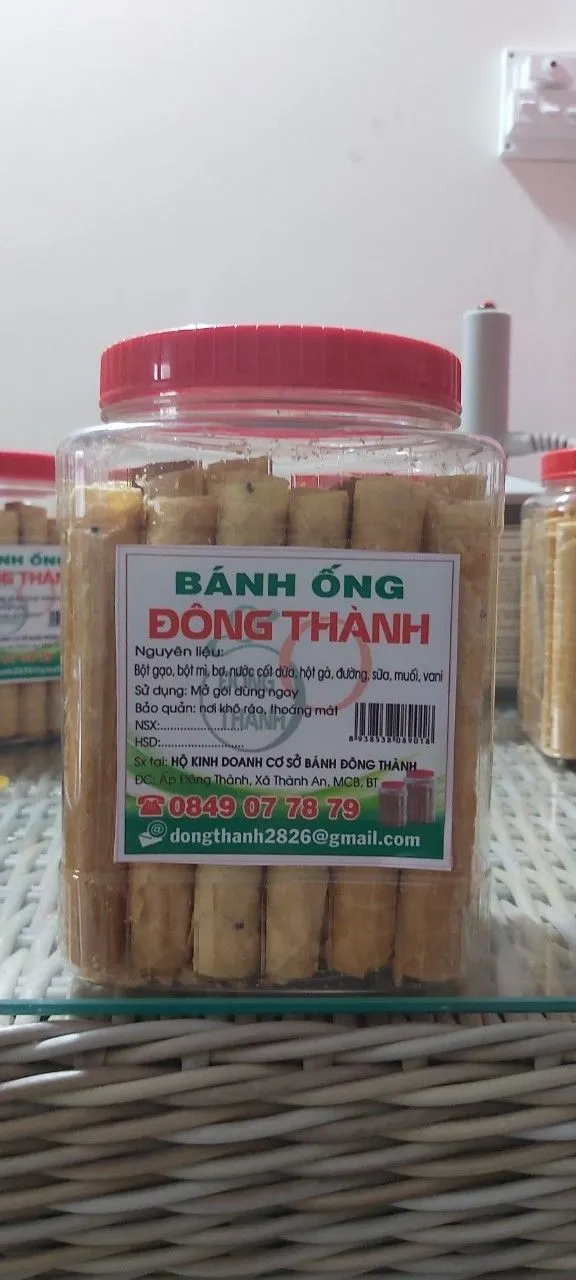 BÁNH ỐNG
ĐÔNG THÀNH
Nguyên liệu:
Bột gạo, bột mì, bơ, nước cốt dừa, hột gà, đường, sữa, muối, vani
Sử dụng: Mở gói dùng ngay
Bảo quản: nơi khô ráo, thoáng mát
NSX:........................
HSD:........................
8938538089018
Sx tại: HỘ KINH DOANH CƠ SỞ BÁNH ĐÔNG THÀNH
ĐC: Ấp Đông Thành, Xã Thành An, MCB, BT
0849 07 78 79
dongthanh2826@gmail.com
ĐÔNG
THÀNH